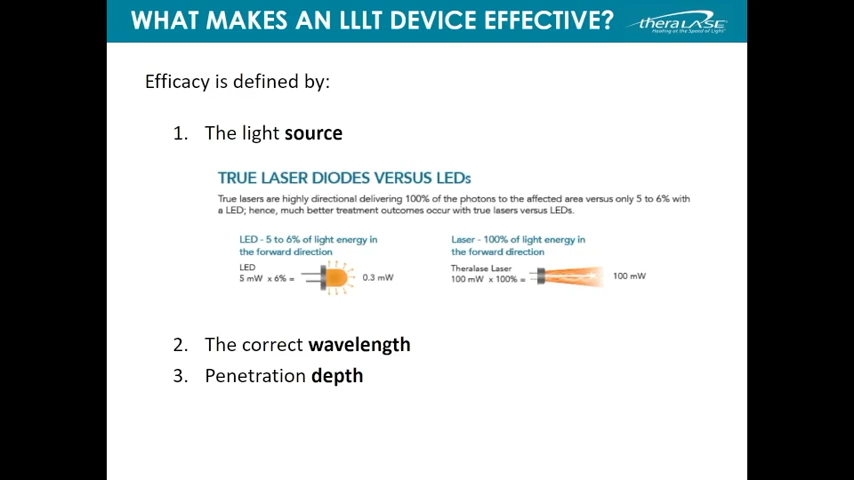 WHAT MAKES AN LLLT DEVICE EFFECTIVE?
theraLASE
Healing at the Speed of Light
Efficacy is defined by:
1. The light source
TRUE LASER DIODES VERSUS LEDs
True lasers are highly directional delivering 100% of the photons to the affected area versus only 5 to 6% with
a LED; hence, much better treatment outcomes occur with true lasers versus LEDs.
LED - 5 to 6% of light energy in
the forward direction
LED
5 mW x 6% =
0.3 mW
Laser - 100% of light energy in
the forward direction
Theralase Laser
100 mW x 100% =
100 mW
2. The correct wavelength
3. Penetration depth